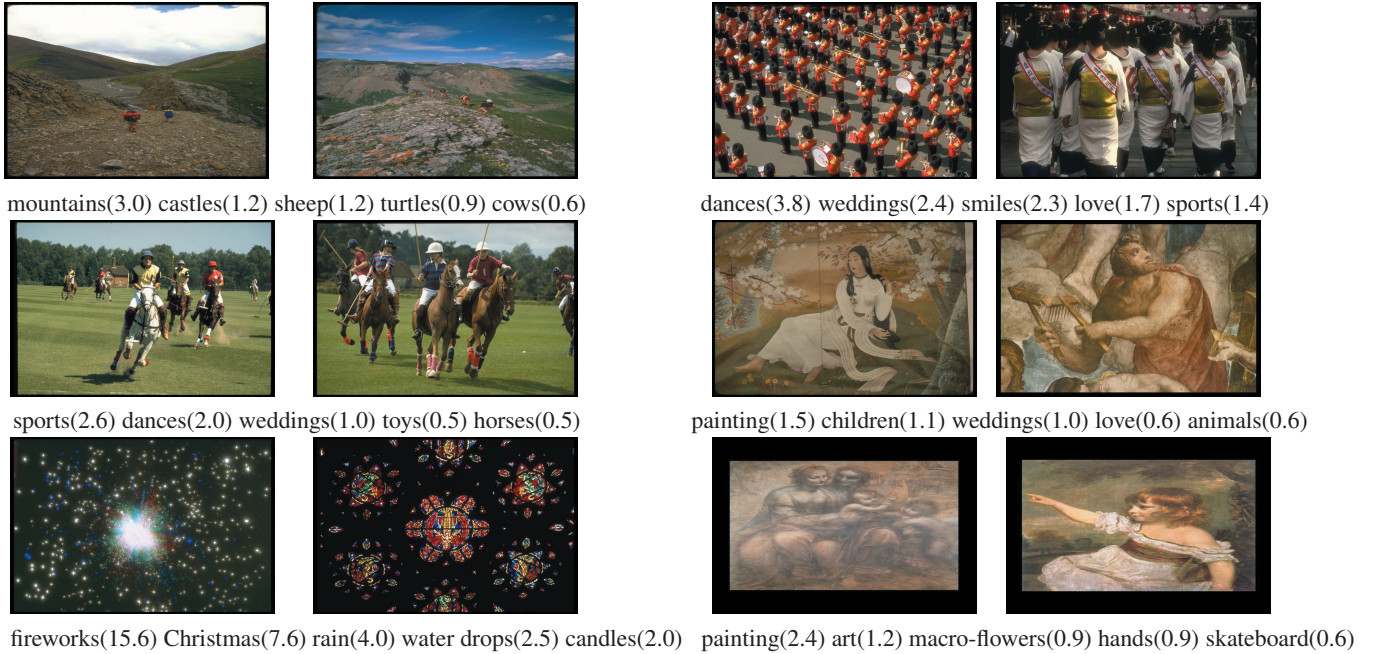 mountains(3.0) castles(1.2) sheep(1.2) turtles(0.9) cows(0.6)
dances(3.8) weddings(2.4) smiles(2.3) love(1.7) sports(1.4)
sports(2.6) dances(2.0) weddings(1.0) toys(0.5) horses(0.5)
painting(1.5) children(1.1) weddings(1.0) love(0.6) animals(0.6)
fireworks(15.6) Christmas(7.6) rain(4.0) water drops(2.5) candles(2.0)
painting(2.4) art(1.2) macro-flowers(0.9) hands(0.9) skateboard(0.6)